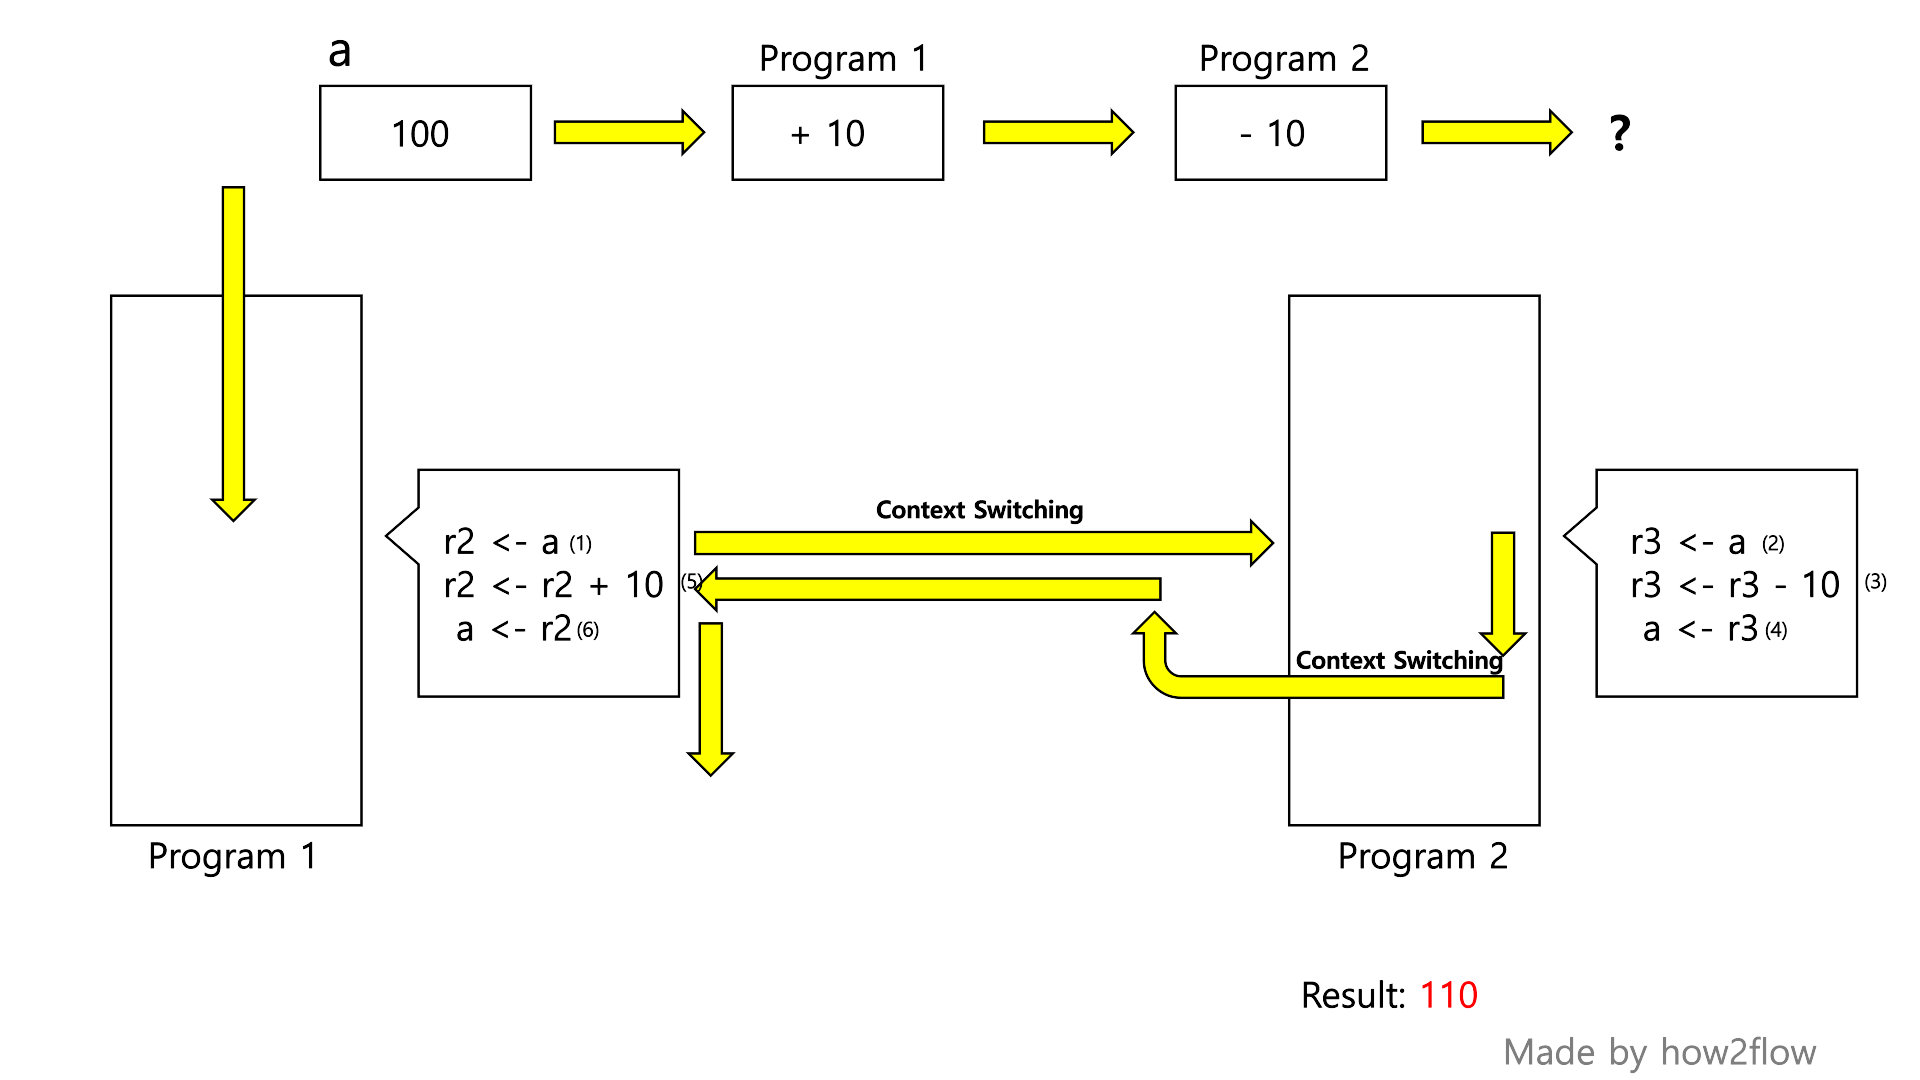 a
Program 1
Program 2
100
+ 10
- 10
?
Context Switching
r2 <- a (1)
r2 <- r2 + 10 (5)
a <- r2 (6)
r3 <- a (2)
r3 <- r3 - 10 (3)
a <- r3 (4)
Context Switching
Program 1
Program 2
Result: 110
Made by how2flow